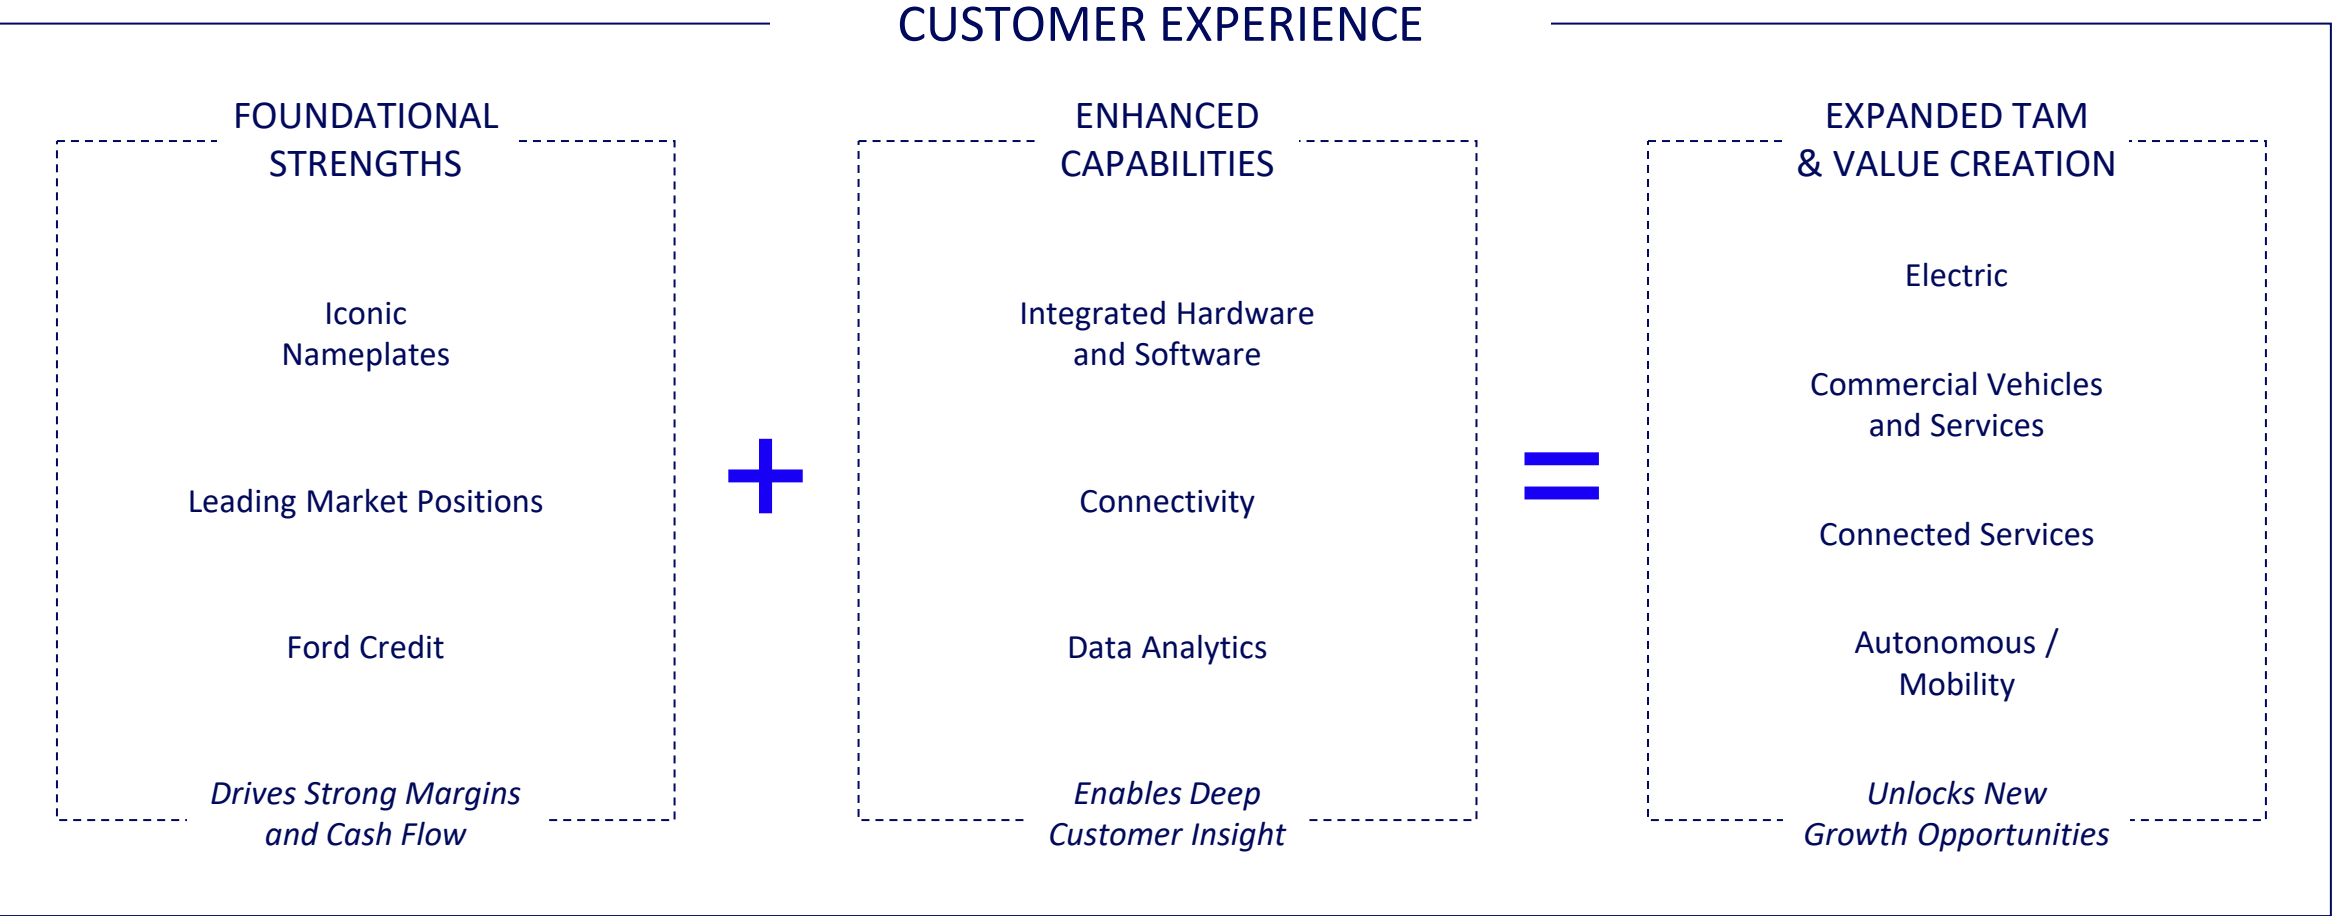 CUSTOMER EXPERIENCE
FOUNDATIONAL
STRENGTHS
Iconic
Nameplates
Leading Market Positions
Ford Credit
Drives Strong Margins
and Cash Flow
+
ENHANCED
CAPABILITIES
Integrated Hardware
and Software
Connectivity
Data Analytics
Enables Deep
Customer Insight
=
EXPANDED TAM
& VALUE CREATION
Electric
Commercial Vehicles
and Services
Connected Services
Autonomous /
Mobility
Unlocks New
Growth Opportunities